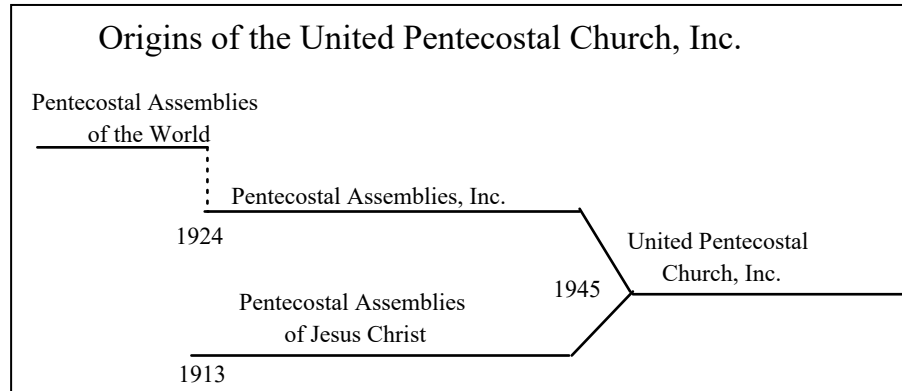 Origins of the United Pentecostal Church, Inc.
Pentecostal Assemblies
of the World
Pentecostal Assemblies, Inc.
1924
United Pentecostal
Church, Inc.
1945
Pentecostal Assemblies
of Jesus Christ
1913